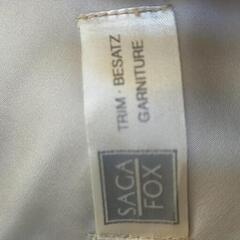 SAGA
FOX
TRIM · BESATZ
GARNITURE